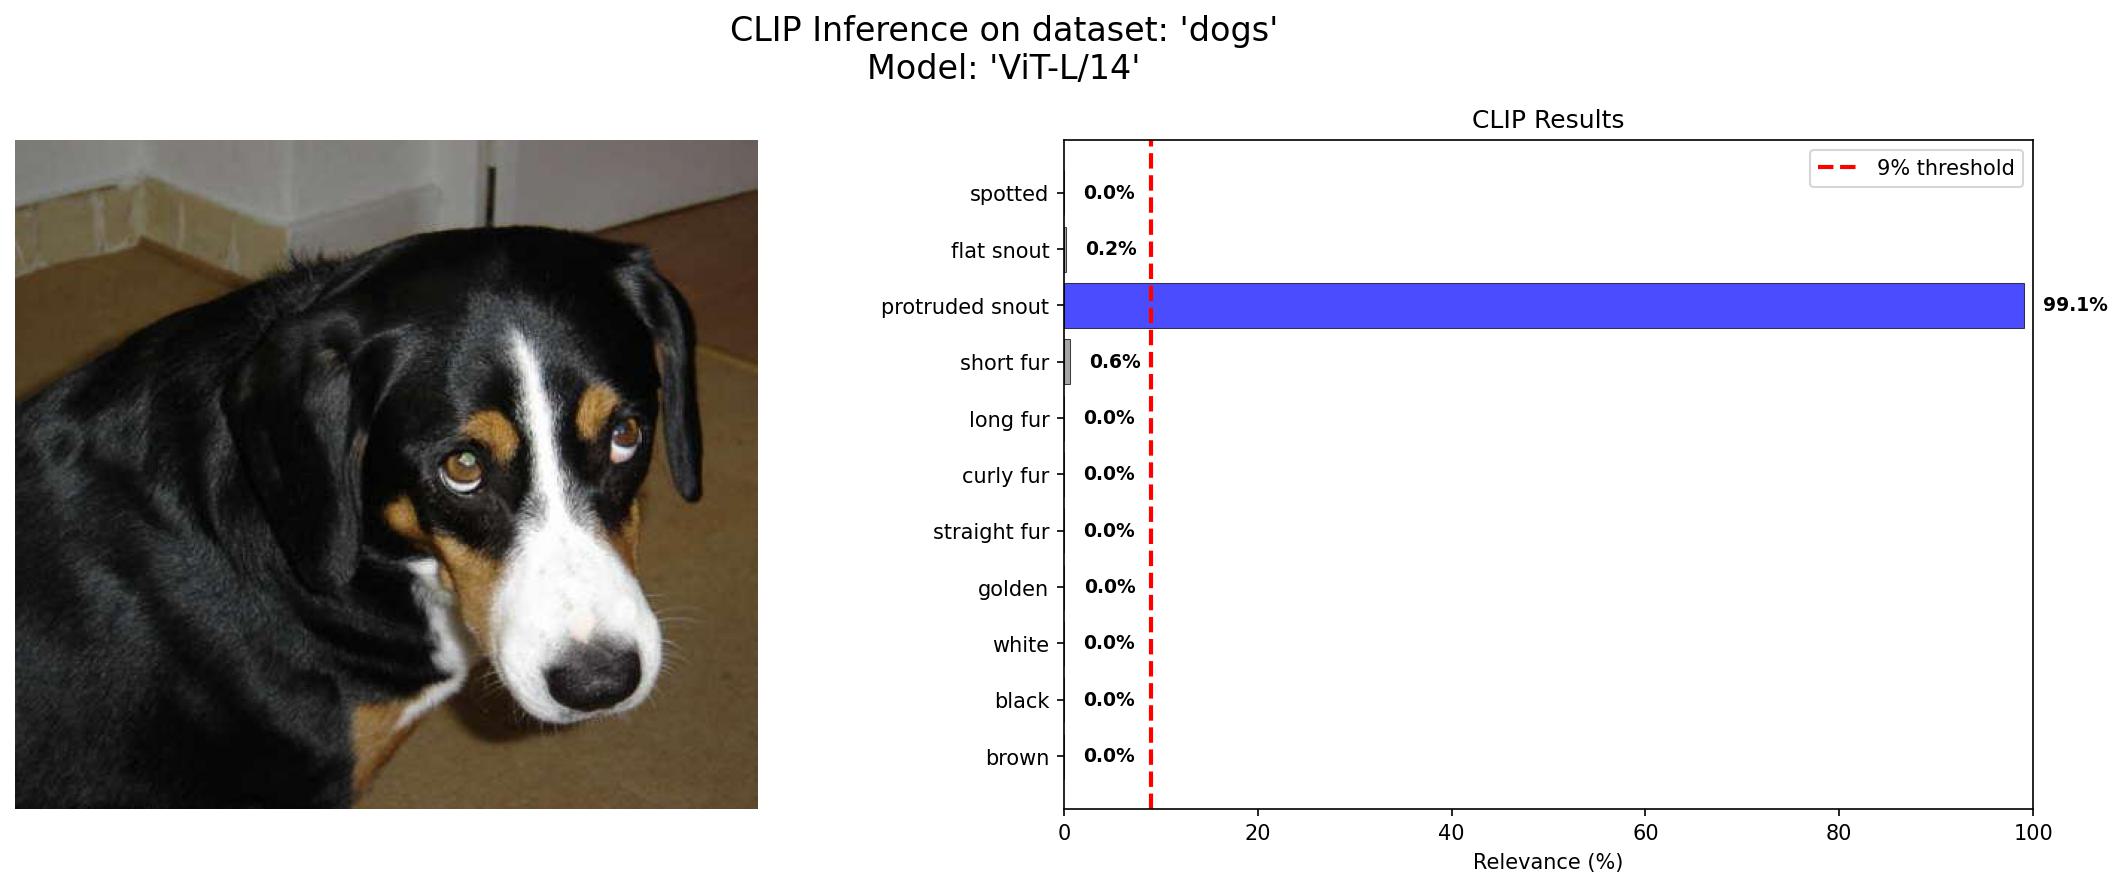 CLIP Inference on dataset: 'dogs'
Model: 'ViT-L/14'
CLIP Results
9% threshold
spotted 0.0%
flat snout 0.2%
protruded snout 99.1%
short fur 0.6%
long fur 0.0%
curly fur 0.0%
straight fur 0.0%
golden 0.0%
white 0.0%
black 0.0%
brown 0.0%
0 20 40 60 80 100
Relevance (%)